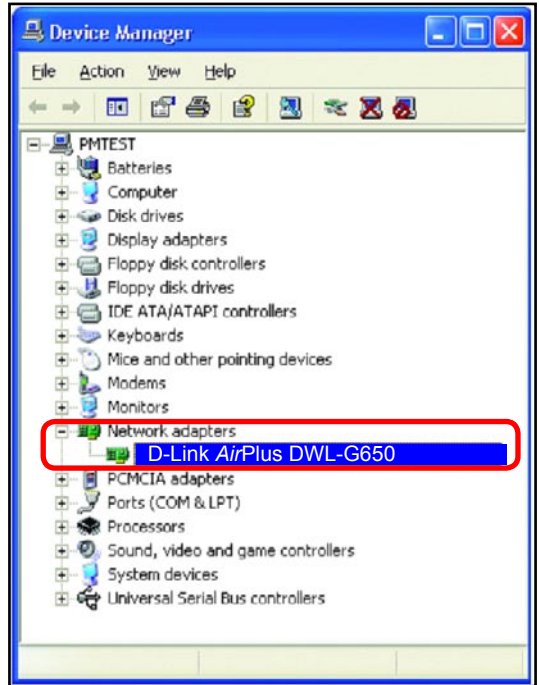 Device Manager
File Action View Help
PMTEST
Batteries
Computer
Disk drives
Display adapters
Floppy disk controllers
Floppy disk drives
IDE ATA/ATAPI controllers
Keyboards
Mice and other pointing devices
Modems
Monitors
Network adapters
D-Link AirPlus DWL-G650
PCMCIA adapters
Ports (COM & LPT)
Processors
Sound, video and game controllers
System devices
Universal Serial Bus controllers